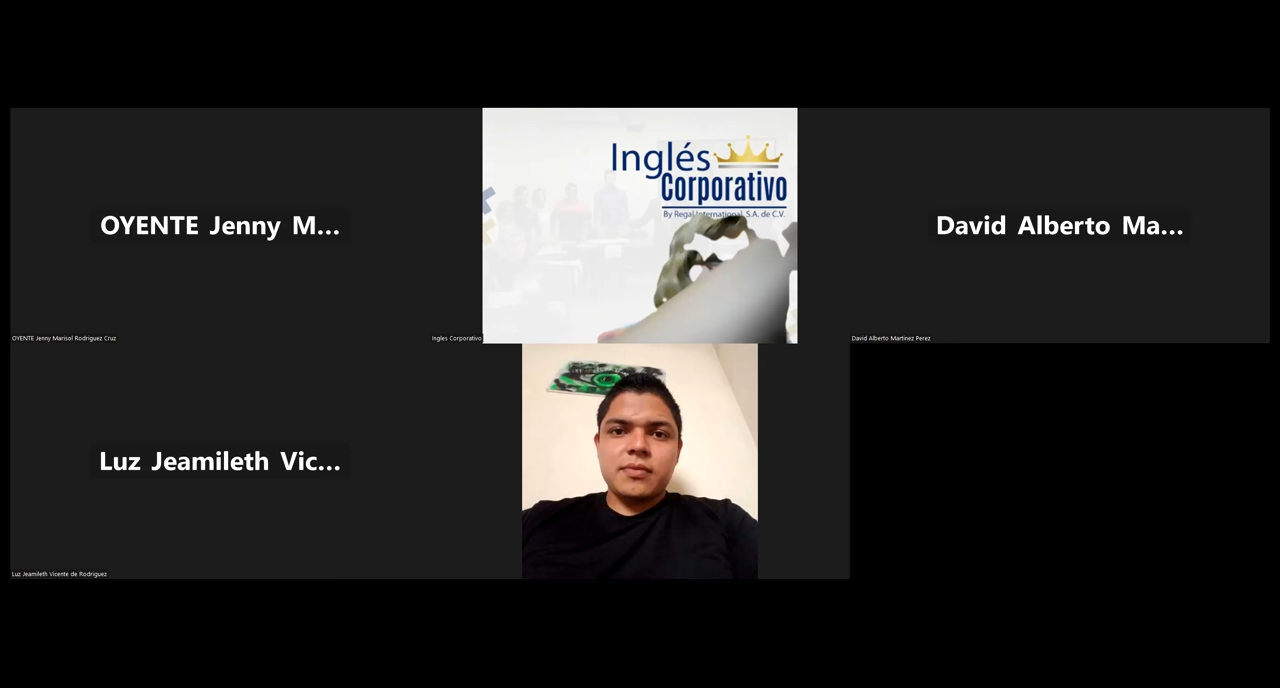 OYENTE Jenny M...
OYENTE Jenny Marisol Rodriguez Cruz
Inglés
Corporativo
By Regal International, S.A. de C.V.
Ingles Corporativo
David Alberto Ma...
David Alberto Martinez Perez
Luz Jeamileth Vic...
Luz Jeamileth Vicente de Rodriguez